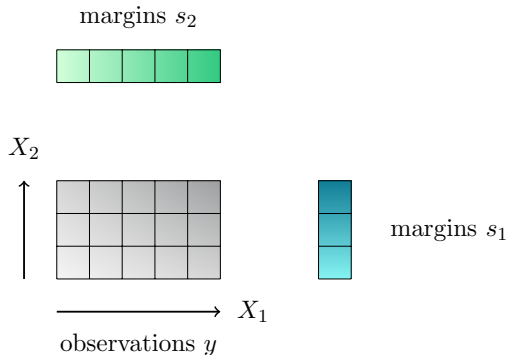 margins s₂
X₂
margins s₁
X₁
observations y